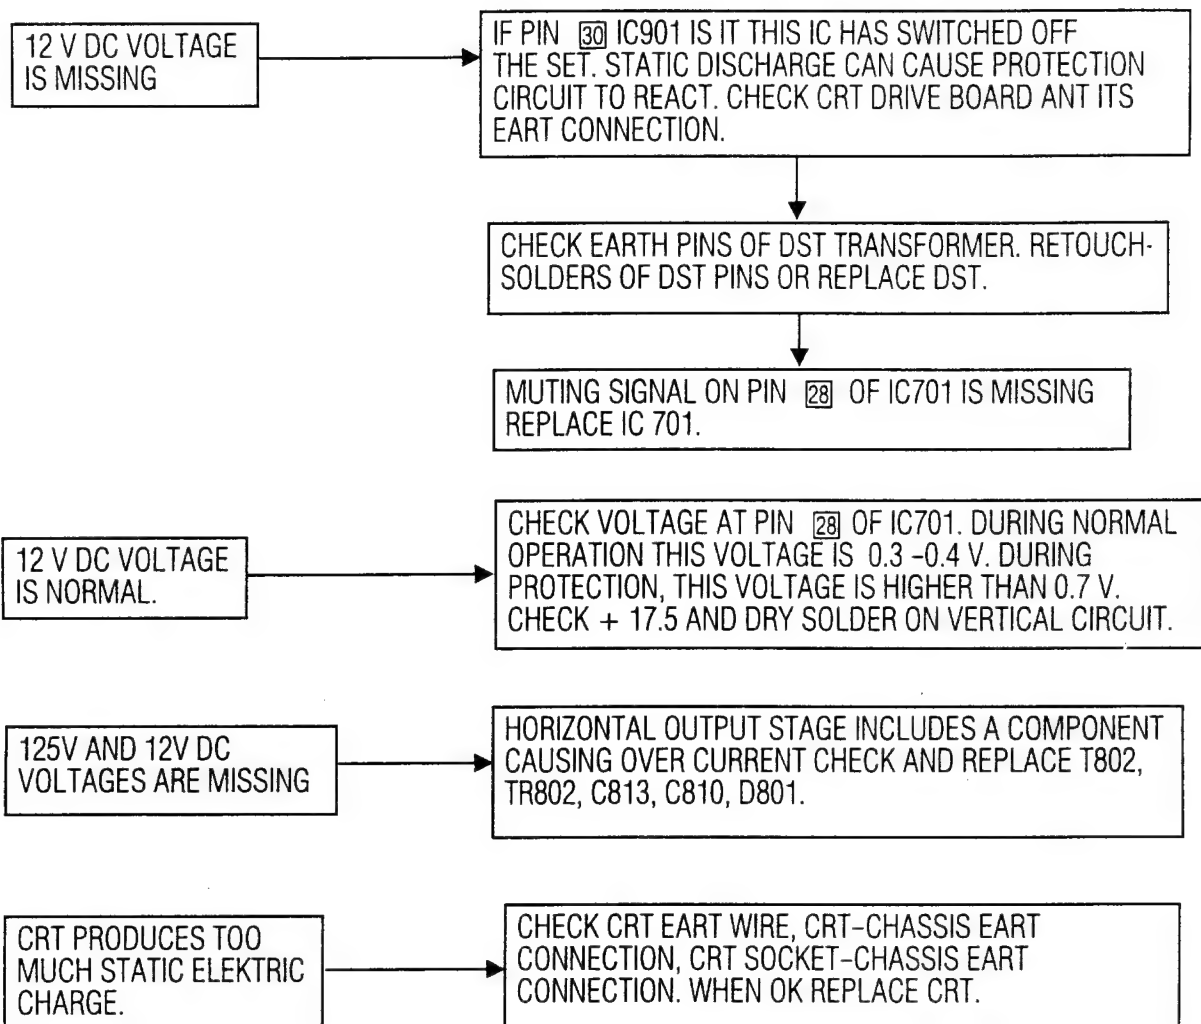 12 V DC VOLTAGE
IS MISSING
IF PIN 30 IC901 IS IT THIS IC HAS SWITCHED OFF
THE SET. STATIC DISCHARGE CAN CAUSE PROTECTION
CIRCUIT TO REACT. CHECK CRT DRIVE BOARD ANT ITS
EART CONNECTION.
CHECK EARTH PINS OF DST TRANSFORMER. RETOUCH-
SOLDERS OF DST PINS OR REPLACE DST.
MUTING SIGNAL ON PIN 28 OF IC701 IS MISSING
REPLACE IC 701.
12 V DC VOLTAGE
IS NORMAL.
CHECK VOLTAGE AT PIN 28 OF IC701. DURING NORMAL
OPERATION THIS VOLTAGE IS 0.3 -0.4 V. DURING
PROTECTION, THIS VOLTAGE IS HIGHER THAN 0.7 V.
CHECK + 17.5 AND DRY SOLDER ON VERTICAL CIRCUIT.
125V AND 12V DC
VOLTAGES ARE MISSING
HORIZONTAL OUTPUT STAGE INCLUDES A COMPONENT
CAUSING OVER CURRENT CHECK AND REPLACE T802,
TR802, C813, C810, D801.
CRT PRODUCES TOO
MUCH STATIC ELEKTRIC
CHARGE.
CHECK CRT EART WIRE, CRT-CHASSIS EART
CONNECTION, CRT SOCKET-CHASSIS EART
CONNECTION. WHEN OK REPLACE CRT.